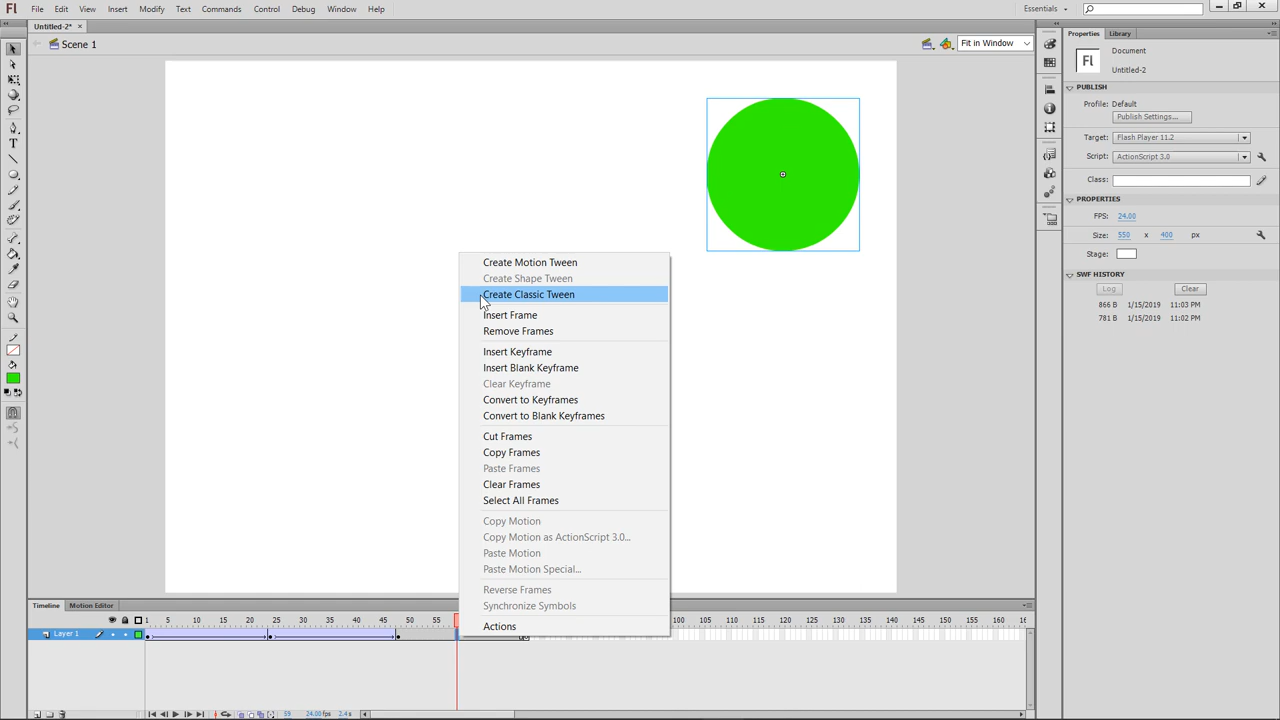 Fl File Edit View Insert Modify Text Commands Control Debug Window Help Essentials
Untitled-2* ×
Scene 1 Fit in Window
Properties Library
Fl Document
Untitled-2
PUBLISH
Profile: Default
Publish Settings...
Target: Flash Player 11.2
Script: ActionScript 3.0
Class:
PROPERTIES
FPS: 24.00
Size: 550 x 400 px
Stage:
SWF HISTORY
Log Clear
866 B 1/15/2019 11:03 PM
781 B 1/15/2019 11:02 PM
Create Motion Tween
Create Shape Tween
Create Classic Tween
Insert Frame
Remove Frames
Insert Keyframe
Insert Blank Keyframe
Clear Keyframe
Convert to Keyframes
Convert to Blank Keyframes
Cut Frames
Copy Frames
Paste Frames
Clear Frames
Select All Frames
Copy Motion
Copy Motion as ActionScript 3.0...
Paste Motion
Paste Motion Special...
Reverse Frames
Synchronize Symbols
Actions
Timeline Motion Editor
1 5 10 15 20 25 30 35 40 45 50 55 100 105 110 115 120 125 130 135 140 145 150 155 160 16
Layer 1
59 24.00 fps 2.4 s